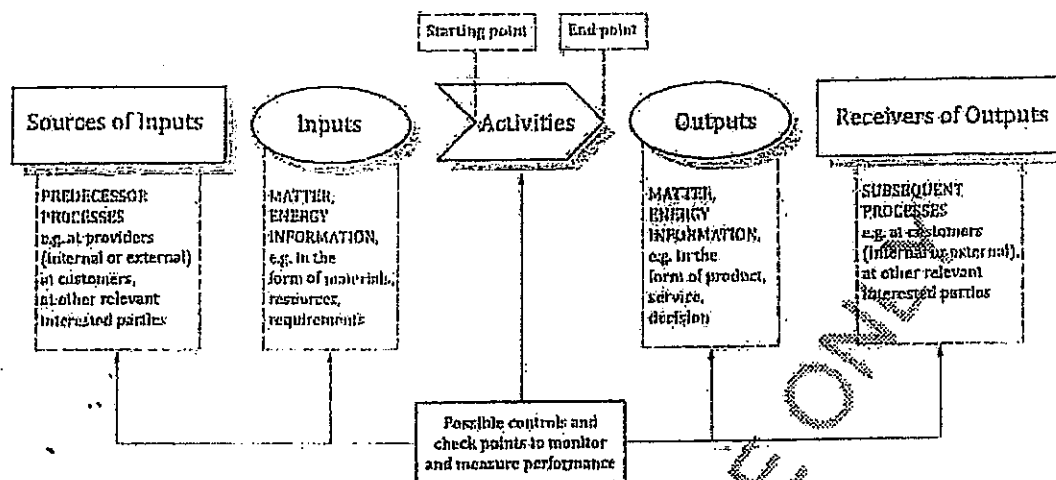 Starting point
End point
Sources of Inputs
Inputs
Activities
Outputs
Receivers of Outputs
PREDECESSOR
PROCESSES
e.g. at providers
(internal or external)
in customers,
at other relevant
interested parties
MATTER,
ENERGY
INFORMATION,
e.g. in the
form of materials,
resources,
requirements
MATTER,
ENERGY
INFORMATION,
e.g. in the
form of product,
service,
decision
SUBSEQUENT
PROCESSES
e.g. at customers
(internal or external),
at other relevant
interested parties
Possible controls and
check points to monitor
and measure performance